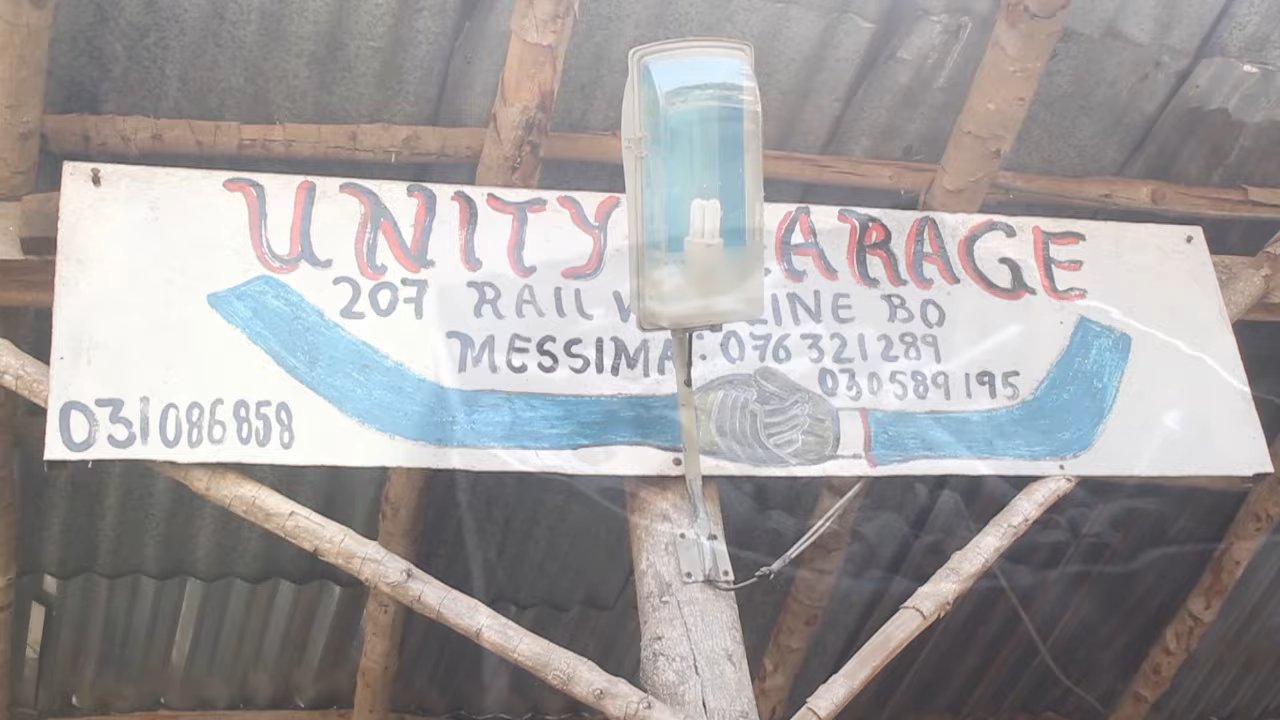 UNITY ARAGE
207 RAIL LINE BO
MESSIMA: 076321289
030589195
031086858